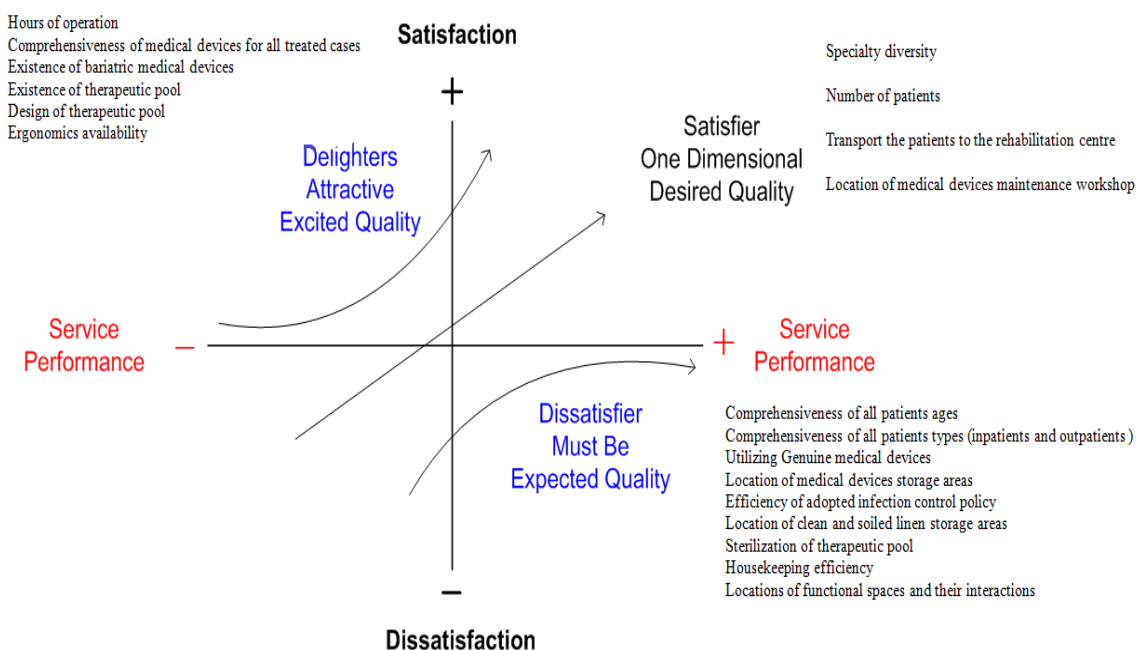 Hours of operation
Comprehensiveness of medical devices for all treated cases
Existence of bariatric medical devices
Existence of therapeutic pool
Design of therapeutic pool
Ergonomics availability
Satisfaction
+
Specialty diversity
Number of patients
Transport the patients to the rehabilitation centre
Location of medical devices maintenance workshop
Satisfier
One Dimensional
Desired Quality
Delighters
Attractive
Excited Quality
Service
Performance
−
+
Service
Performance
Dissatisfier
Must Be
Expected Quality
Comprehensiveness of all patients ages
Comprehensiveness of all patients types (inpatients and outpatients )
Utilizing Genuine medical devices
Location of medical devices storage areas
Efficiency of adopted infection control policy
Location of clean and soiled linen storage areas
Sterilization of therapeutic pool
Housekeeping efficiency
Locations of functional spaces and their interactions
−
Dissatisfaction